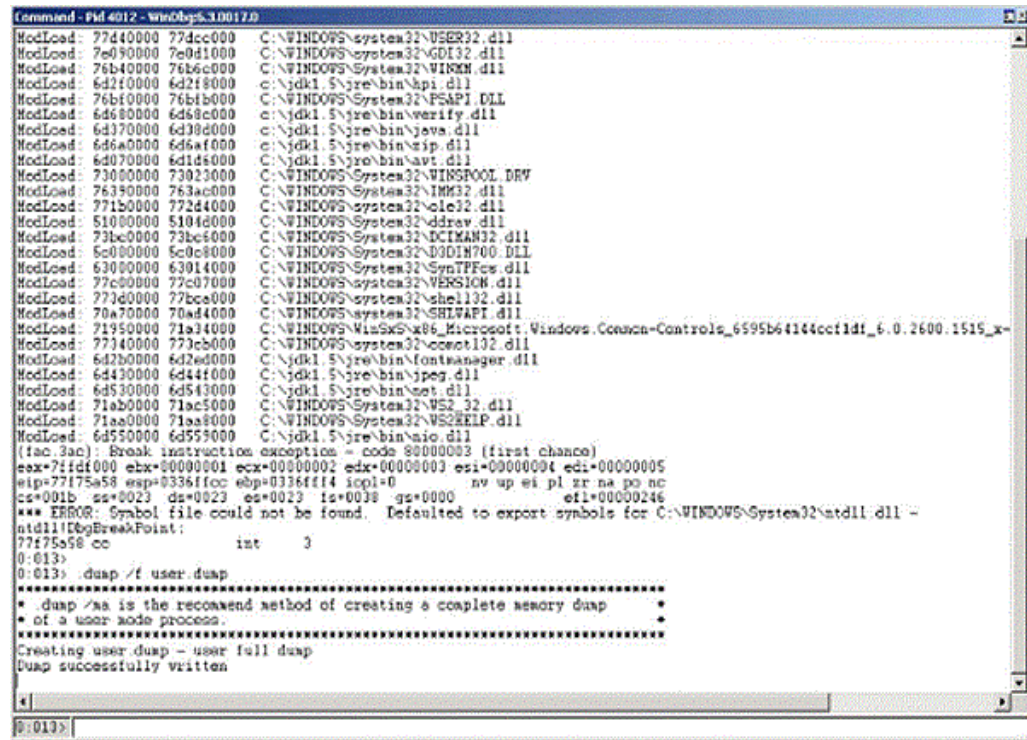 Command - Pid 4012 - WinDbg:6.3.0017.0
ModLoad: 77d40000 77dcc000 C:\WINDOWS\system32\USER32.dll
ModLoad: 7e090000 7e0d1000 C:\WINDOWS\system32\GDI32.dll
ModLoad: 76b40000 76b6c000 C:\WINDOWS\System32\WINMM.dll
ModLoad: 6d2f0000 6d2f8000 c:\jdk1.5\jre\bin\hpi.dll
ModLoad: 76bf0000 76bfb000 C:\WINDOWS\System32\PSAPI.DLL
ModLoad: 6d680000 6d68c000 c:\jdk1.5\jre\bin\verify.dll
ModLoad: 6d370000 6d38d000 c:\jdk1.5\jre\bin\java.dll
ModLoad: 6d6a0000 6d6af000 c:\jdk1.5\jre\bin\zip.dll
ModLoad: 6d070000 6d1d6000 C:\jdk1.5\jre\bin\awt.dll
ModLoad: 73000000 73023000 C:\WINDOWS\System32\WINSPOOL.DRV
ModLoad: 76390000 763ac000 C:\WINDOWS\System32\IMM32.dll
ModLoad: 771b0000 772d4000 C:\WINDOWS\system32\ole32.dll
ModLoad: 51000000 5104d000 C:\WINDOWS\System32\ddraw.dll
ModLoad: 73bc0000 73bc6000 C:\WINDOWS\System32\DCIMAN32.dll
ModLoad: 5c000000 5c0c8000 C:\WINDOWS\System32\D3DIM700.DLL
ModLoad: 63000000 63014000 C:\WINDOWS\System32\SynTPFcs.dll
ModLoad: 77c00000 77c07000 C:\WINDOWS\system32\VERSION.dll
ModLoad: 773d0000 77bca000 C:\WINDOWS\system32\shell32.dll
ModLoad: 70a70000 70ad4000 C:\WINDOWS\system32\SHLWAPI.dll
ModLoad: 71950000 71a34000 C:\WINDOWS\WinSxS\x86_Microsoft.Windows.Common-Controls_6595b64144ccf1df_6.0.2600.1515_x-
ModLoad: 77340000 773cb000 C:\WINDOWS\system32\comctl32.dll
ModLoad: 6d2b0000 6d2ed000 C:\jdk1.5\jre\bin\fontmanager.dll
ModLoad: 6d430000 6d44f000 C:\jdk1.5\jre\bin\jpeg.dll
ModLoad: 6d530000 6d543000 C:\jdk1.5\jre\bin\net.dll
ModLoad: 71ab0000 71ac5000 C:\WINDOWS\System32\WS2_32.dll
ModLoad: 71aa0000 71aa8000 C:\WINDOWS\System32\WS2HELP.dll
ModLoad: 6d550000 6d559000 C:\jdk1.5\jre\bin\nio.dll
(fac.3ac): Break instruction exception - code 80000003 (first chance)
eax=7ffdf000 ebx=00000001 ecx=00000002 edx=00000003 esi=00000004 edi=00000005
eip=77f75a58 esp=0336ffcc ebp=0336fff4 iopl=0 nv up ei pl zr na po nc
cs=001b ss=0023 ds=0023 es=0023 fs=0038 gs=0000 efl=00000246
*** ERROR: Symbol file could not be found. Defaulted to export symbols for C:\WINDOWS\System32\ntdll.dll -
ntdll!DbgBreakPoint:
77f75a58 cc int 3
0:013>
0:013> .dump /f user.dump
*******************************************************************************
* .dump /ma is the recommend method of creating a complete memory dump *
* of a user mode process. *
*******************************************************************************
Creating user.dump - user full dump
Dump successfully written
0:013>